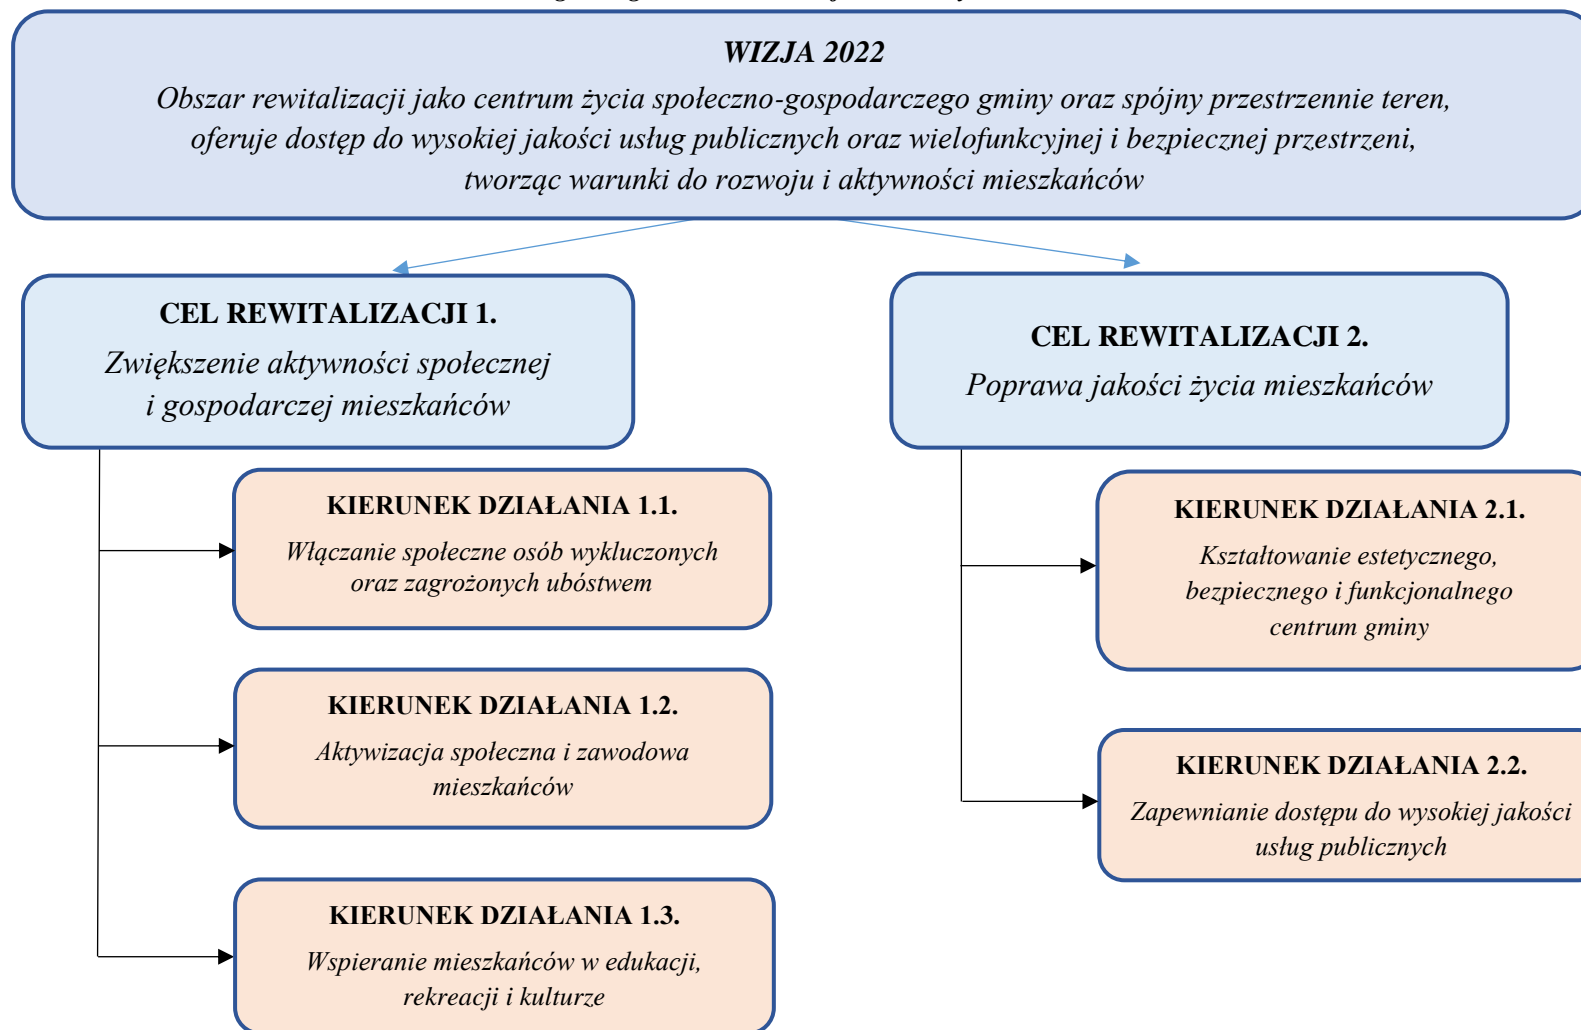 WIZJA 2022
Obszar rewitalizacji jako centrum życia społeczno-gospodarczego gminy oraz spójny przestrzennie teren,
oferuje dostęp do wysokiej jakości usług publicznych oraz wielofunkcyjnej i bezpiecznej przestrzeni,
tworząc warunki do rozwoju i aktywności mieszkańców
CEL REWITALIZACJI 1.
Zwiększenie aktywności społecznej
i gospodarczej mieszkańców
KIERUNEK DZIAŁANIA 1.1.
Włączanie społeczne osób wykluczonych
oraz zagrożonych ubóstwem
KIERUNEK DZIAŁANIA 1.2.
Aktywizacja społeczna i zawodowa
mieszkańców
KIERUNEK DZIAŁANIA 1.3.
Wspieranie mieszkańców w edukacji,
rekreacji i kulturze
CEL REWITALIZACJI 2.
Poprawa jakości życia mieszkańców
KIERUNEK DZIAŁANIA 2.1.
Kształtowanie estetycznego,
bezpiecznego i funkcjonalnego
centrum gminy
KIERUNEK DZIAŁANIA 2.2.
Zapewnianie dostępu do wysokiej jakości
usług publicznych